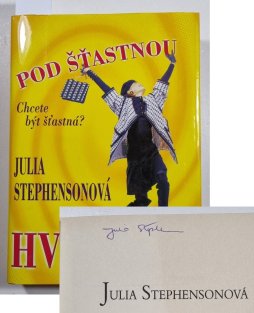 POD ŠŤASTNOU
Chcete
být šťastná?
JULIA
STEPHENSONOVÁ
HV
JULIA STEPHENSONOVÁ